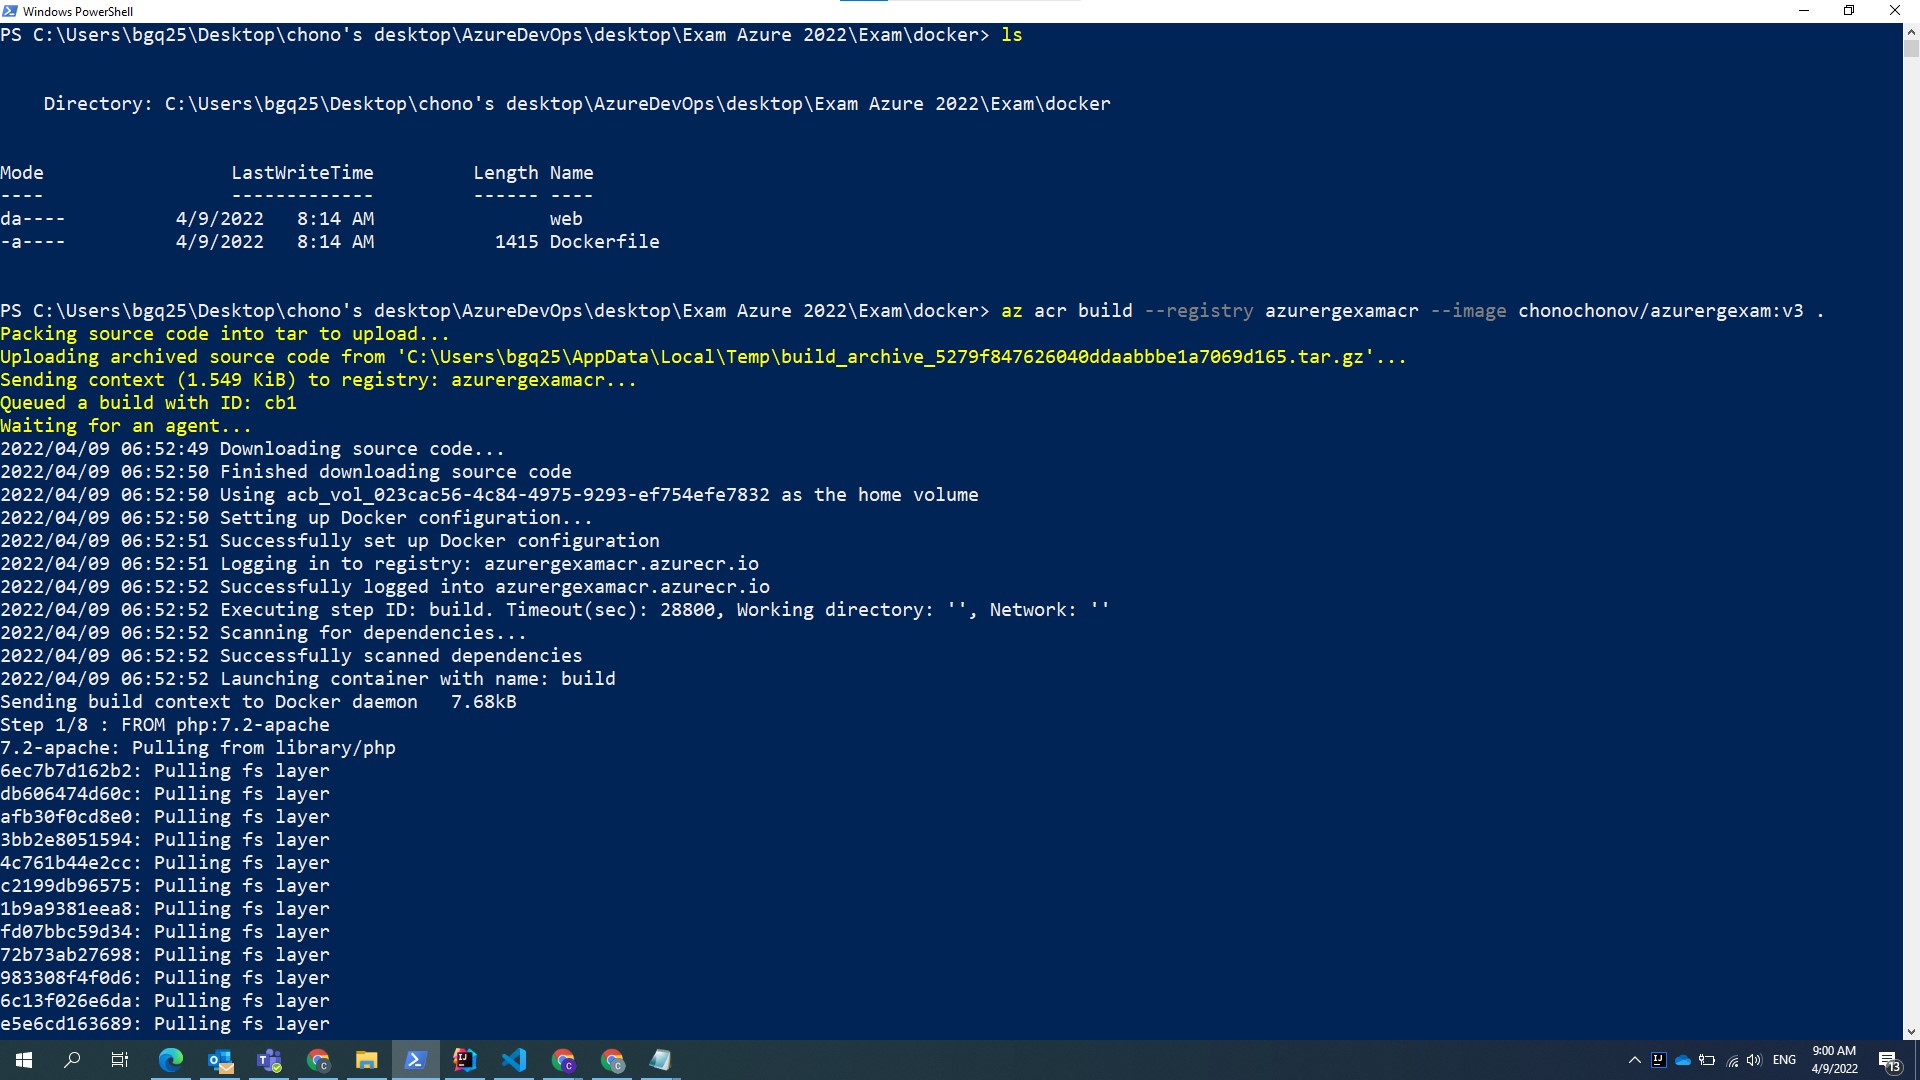 Windows PowerShell
PS C:\Users\bgq25\Desktop\chono's desktop\AzureDevOps\desktop\Exam Azure 2022\Exam\docker> ls
Directory: C:\Users\bgq25\Desktop\chono's desktop\AzureDevOps\desktop\Exam Azure 2022\Exam\docker
Mode LastWriteTime Length Name
---- ------------- ------ ----
da---- 4/9/2022 8:14 AM web
-a---- 4/9/2022 8:14 AM 1415 Dockerfile
PS C:\Users\bgq25\Desktop\chono's desktop\AzureDevOps\desktop\Exam Azure 2022\Exam\docker> az acr build --registry azurergexamacr --image chonochonov/azurergexam:v3 .
Packing source code into tar to upload...
Uploading archived source code from 'C:\Users\bgq25\AppData\Local\Temp\build_archive_5279f847626040ddaabbbe1a7069d165.tar.gz'...
Sending context (1.549 KiB) to registry: azurergexamacr...
Queued a build with ID: cb1
Waiting for an agent...
2022/04/09 06:52:49 Downloading source code...
2022/04/09 06:52:50 Finished downloading source code
2022/04/09 06:52:50 Using acb_vol_023cac56-4c84-4975-9293-ef754efe7832 as the home volume
2022/04/09 06:52:50 Setting up Docker configuration...
2022/04/09 06:52:51 Successfully set up Docker configuration
2022/04/09 06:52:51 Logging in to registry: azurergexamacr.azurecr.io
2022/04/09 06:52:52 Successfully logged into azurergexamacr.azurecr.io
2022/04/09 06:52:52 Executing step ID: build. Timeout(sec): 28800, Working directory: '', Network: ''
2022/04/09 06:52:52 Scanning for dependencies...
2022/04/09 06:52:52 Successfully scanned dependencies
2022/04/09 06:52:52 Launching container with name: build
Sending build context to Docker daemon 7.68kB
Step 1/8 : FROM php:7.2-apache
7.2-apache: Pulling from library/php
6ec7b7d162b2: Pulling fs layer
db606474d60c: Pulling fs layer
afb30f0cd8e0: Pulling fs layer
3bb2e8051594: Pulling fs layer
4c761b44e2cc: Pulling fs layer
c2199db96575: Pulling fs layer
1b9a9381eea8: Pulling fs layer
fd07bbc59d34: Pulling fs layer
72b73ab27698: Pulling fs layer
983308f4f0d6: Pulling fs layer
6c13f026e6da: Pulling fs layer
e5e6cd163689: Pulling fs layer
ENG
9:00 AM
4/9/2022
13